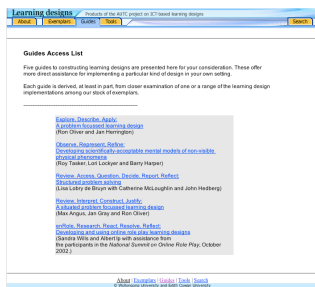 Learning designs Products of the AUTC project on ICT-based learning designs
About Exemplars Guides Tools Search
Guides Access List
Five guides to constructing learning designs are presented here for your consideration. These offer
more direct assistance for implementing a particular kind of design in your own setting.
Each guide is derived, at least in part, from closer examination of one or a range of the learning design
implementations among our stock of exemplars.
Explore, Describe, Apply:
A problem focussed learning design
(Ron Oliver and Jan Herrington)
Observe, Represent, Refine:
Developing scientifically-acceptable mental models of non-visible
physical phenomena
(Roy Tasker, Lori Lockyer and Barry Harper)
Review, Access, Question, Decide, Report, Reflect:
Structured problem solving
(Lisa Lobry de Bruyn with Catherine McLoughlin and John Hedberg)
Review, Interpret, Construct, Justify:
A situated problem focussed learning design
(Max Angus, Jan Gray and Ron Oliver)
enRole, Research, React, Resolve, Reflect:
Developing and using online role play learning designs
(Sandra Wills and Albert Ip with assistance from
the participants in the National Summit on Online Role Play, October
2002.)
About | Exemplars | Guides | Tools | Search
© Wollongong University and Edith Cowan University